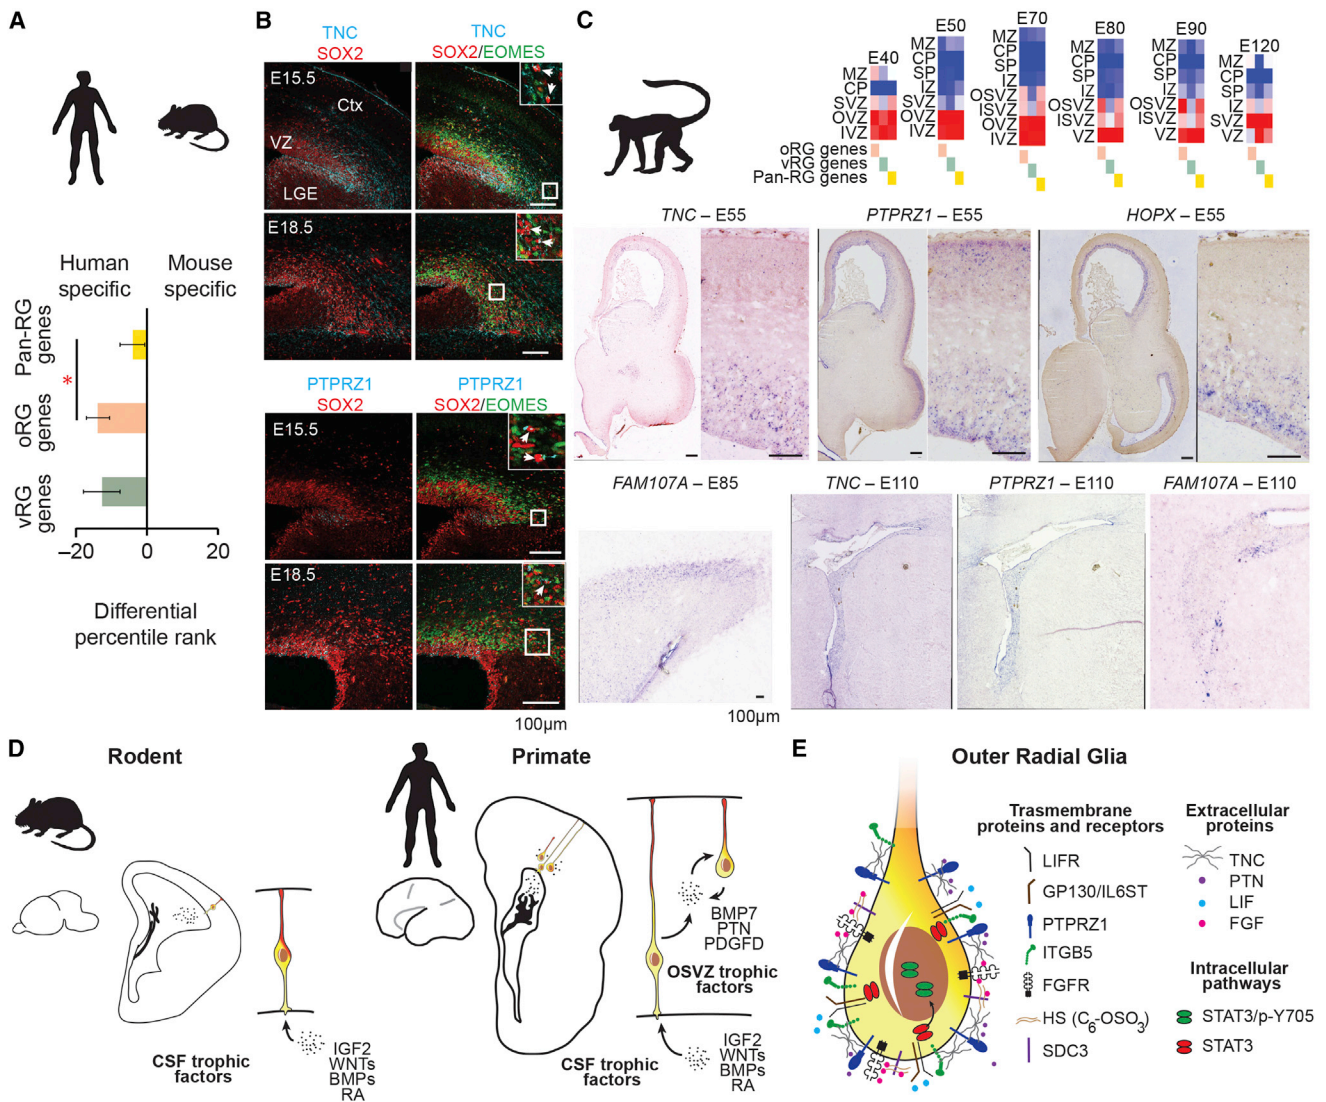 A
Human
specific
Mouse
specific
Pan-RG
genes
*
oRG
genes
vRG
genes
–20
0
20
Differential
percentile rank
B
TNC
SOX2
TNC
SOX2/EOMES
E15.5
Ctx
VZ
LGE
E18.5
PTPRZ1
SOX2
PTPRZ1
SOX2/EOMES
E15.5
E18.5
100µm
C
E40
MZ
CP
SVZ
OVZ
IVZ
E50
MZ
CP
SP
IZ
SVZ
OVZ
IVZ
E70
MZ
CP
SP
IZ
OSVZ
ISVZ
OVZ
IVZ
E80
MZ
CP
SP
IZ
OSVZ
ISVZ
VZ
E90
MZ
CP
SP
IZ
OSVZ
ISVZ
VZ
E120
MZ
CP
SP
IZ
SVZ
VZ
oRG genes
vRG genes
Pan-RG genes
TNC – E55
PTPRZ1 – E55
HOPX – E55
FAM107A – E85
TNC – E110
PTPRZ1 – E110
FAM107A – E110
100µm
D
Rodent
CSF trophic
factors
IGF2
WNTs
BMPs
RA
Primate
BMP7
PTN
PDGFD
OSVZ trophic
factors
CSF trophic
factors
IGF2
WNTs
BMPs
RA
E
Outer Radial Glia
Trasmembrane
proteins and receptors
LIFR
GP130/IL6ST
PTPRZ1
ITGB5
FGFR
HS (C6-OSO3)
SDC3
Extracellular
proteins
TNC
PTN
LIF
FGF
Intracellular
pathways
STAT3/p-Y705
STAT3